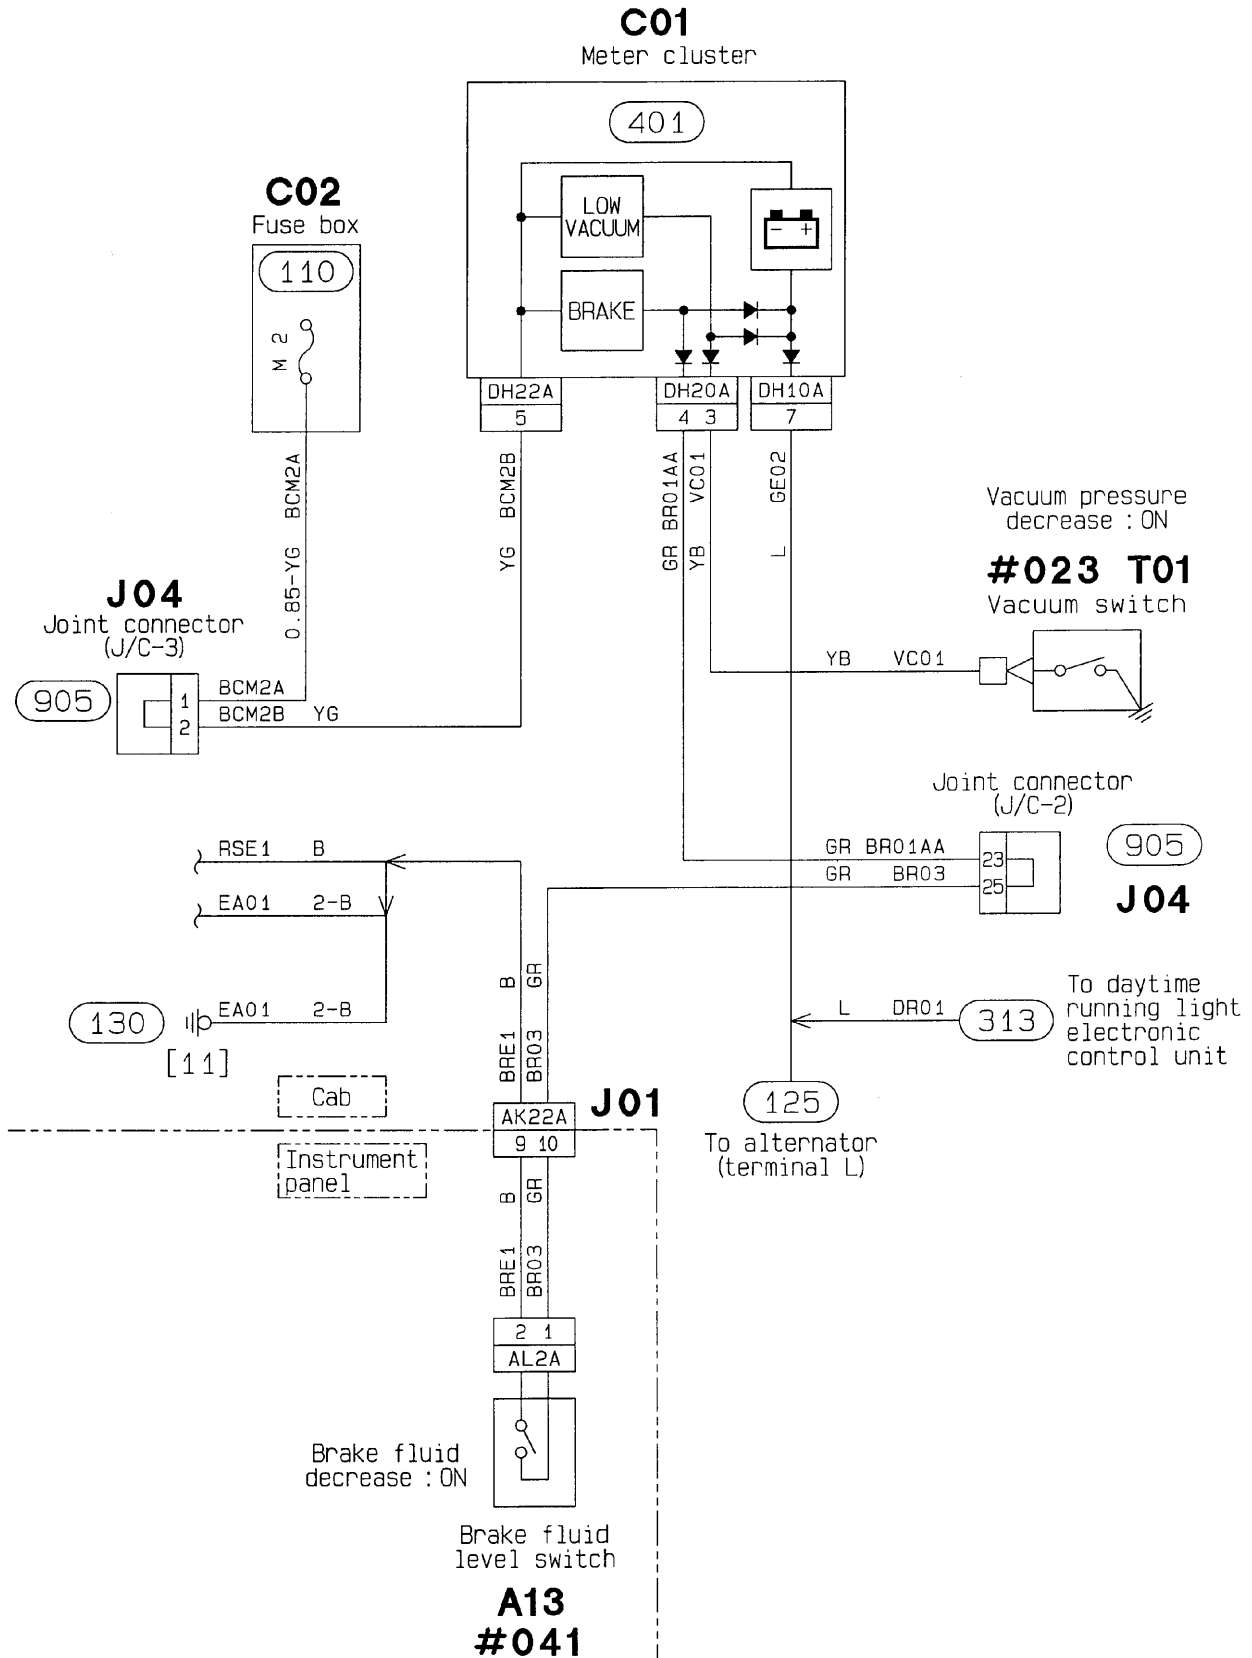 C01
Meter cluster
401
C02
Fuse box
110
M 2
LOW
VACUUM
- +
BRAKE
DH22A
5
DH20A
4 3
DH10A
7
0.85-YG BCM2A
YG BCM2B
GR BR01AA
YB VC01
L GE02
Vacuum pressure
decrease : ON
#023 T01
Vacuum switch
YB VC01
J04
Joint connector
(J/C-3)
905
1
2
BCM2A
BCM2B YG
Joint connector
(J/C-2)
905
J04
GR BR01AA
23
GR BR03
25
RSE1 B
EA01 2-B
130
EA01 2-B
[11]
BRE1 B
BR03 GR
L DR01
313
To daytime
running light
electronic
control unit
125
To alternator
(terminal L)
Cab
J01
AK22A
9 10
Instrument
panel
BRE1 B
BR03 GR
2 1
AL2A
Brake fluid
decrease : ON
Brake fluid
level switch
A13
#041